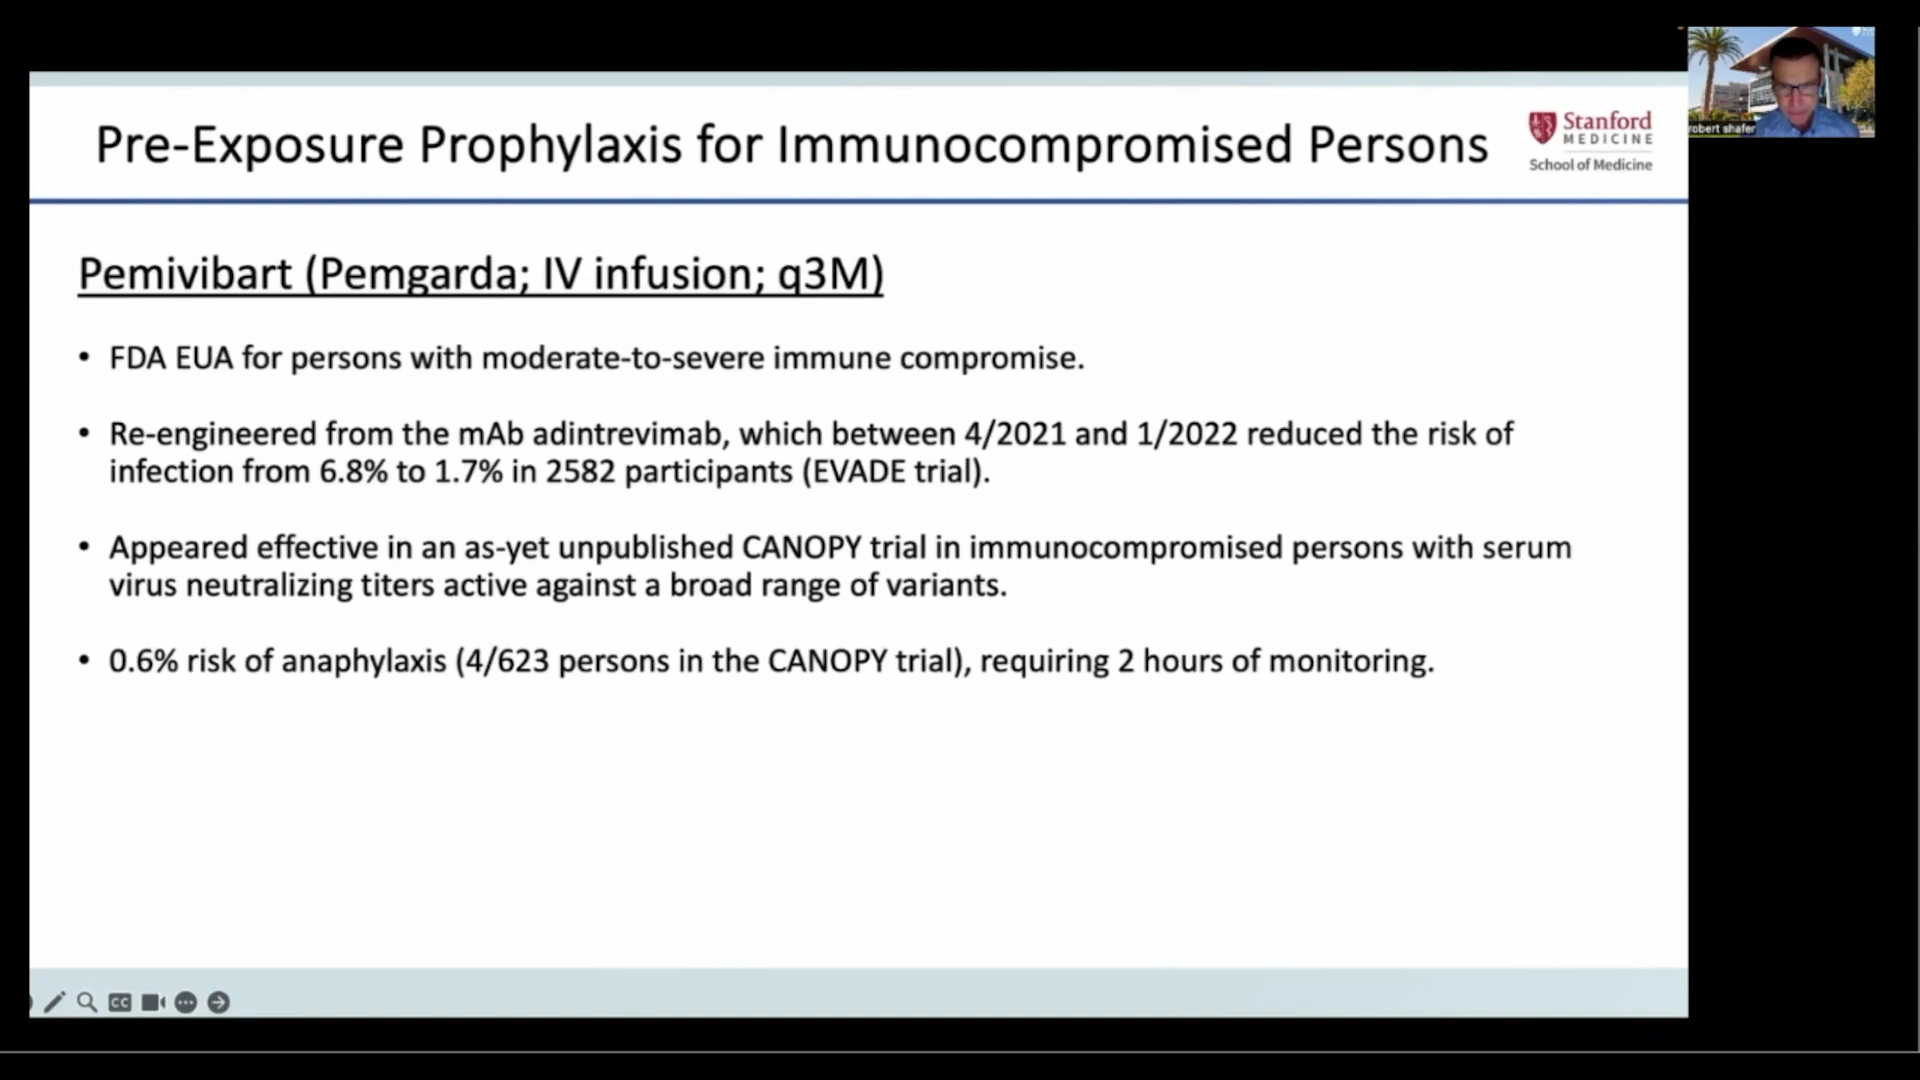 Pre-Exposure Prophylaxis for Immunocompromised Persons
Stanford
MEDICINE
School of Medicine
robert shafer
Pemivibart (Pemgarda; IV infusion; q3M)
• FDA EUA for persons with moderate-to-severe immune compromise.
• Re-engineered from the mAb adintrevimab, which between 4/2021 and 1/2022 reduced the risk of
infection from 6.8% to 1.7% in 2582 participants (EVADE trial).
• Appeared effective in an as-yet unpublished CANOPY trial in immunocompromised persons with serum
virus neutralizing titers active against a broad range of variants.
• 0.6% risk of anaphylaxis (4/623 persons in the CANOPY trial), requiring 2 hours of monitoring.
CC